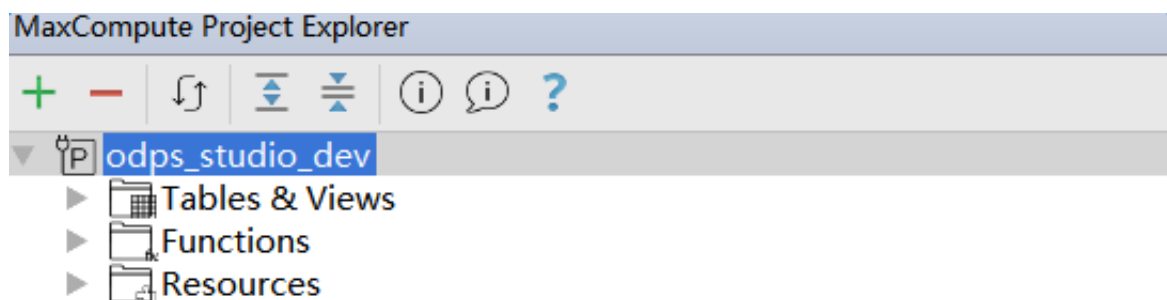 MaxCompute Project Explorer
odps_studio_dev
Tables & Views
Functions
Resources